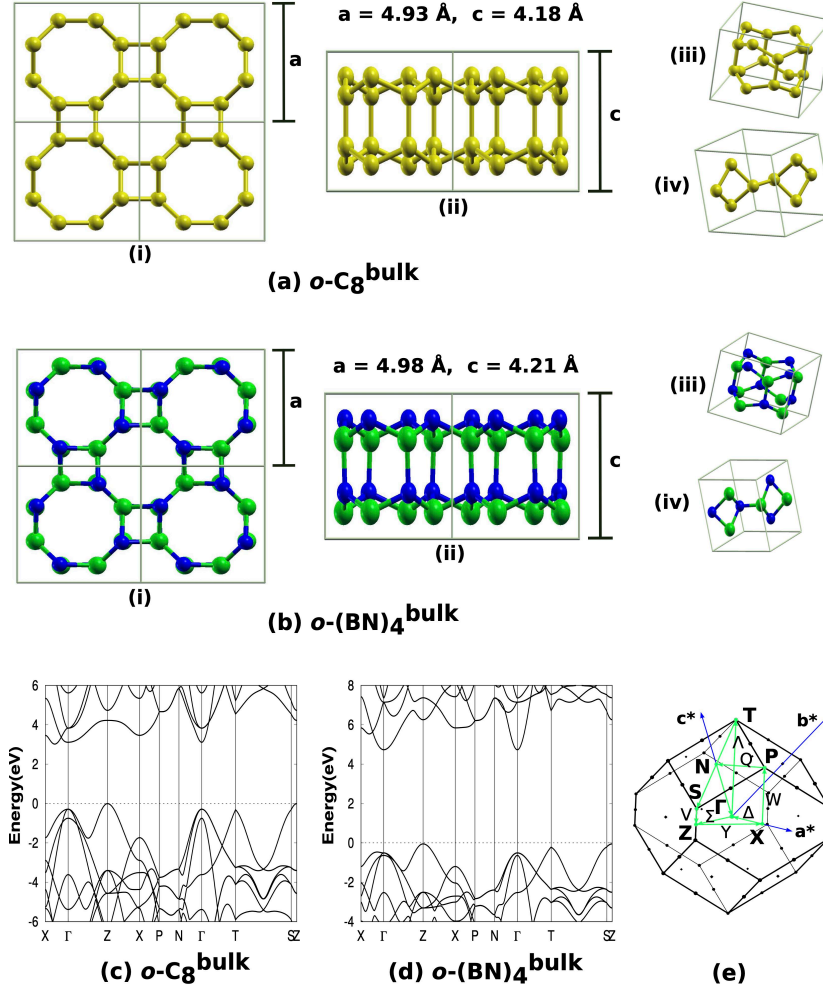 a = 4.93 Å, c = 4.18 Å
a
c
(iii)
(iv)
(i)
(ii)
(a) o-C8bulk
a = 4.98 Å, c = 4.21 Å
a
c
(iii)
(iv)
(i)
(ii)
(b) o-(BN)4bulk
Energy(eV)
6
4
2
0
-2
-4
-6
X Γ Z X P N Γ T SZ
(c) o-C8bulk
Energy(eV)
8
6
4
2
0
-2
-4
X Γ Z X P N Γ T SZ
(d) o-(BN)4bulk
T
c*
b*
Λ
Q
P
N
W
S
V
Σ
Γ
Δ
Z
Y
X
a*
(e)